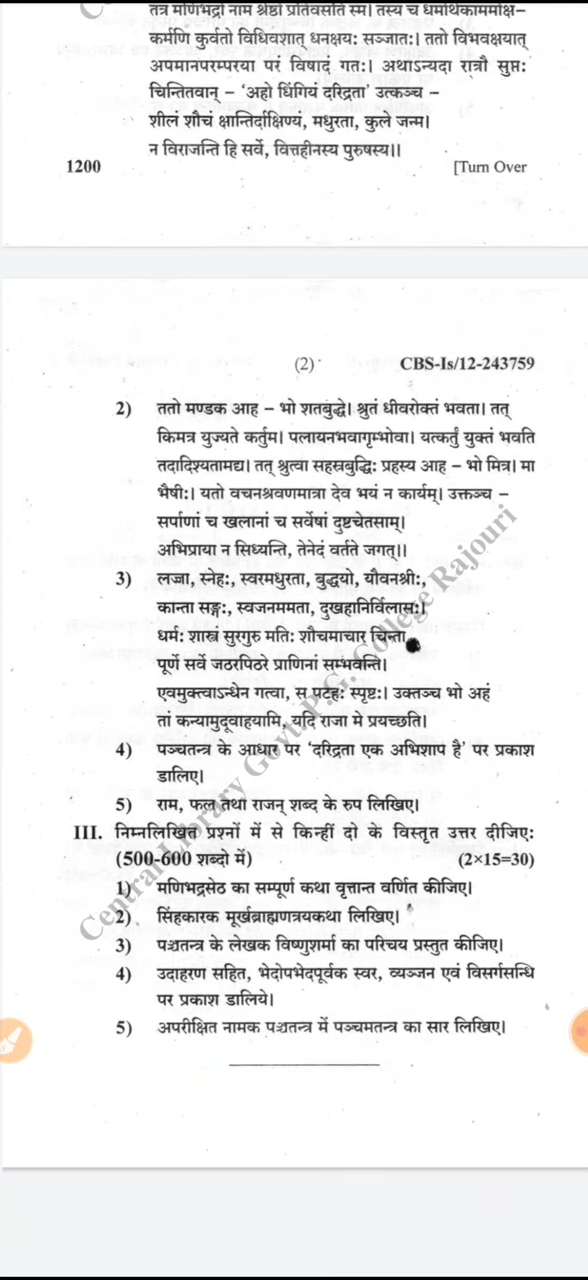 तत्र मणिभद्रो नाम श्रेष्ठी प्रतिवसति स्म। तस्य च धर्मार्थकाममोक्ष–
कर्मणि कुर्वतो विधिवशात् धनक्षयः सञ्जातः। ततो विभवक्षयात्
अपमानपरम्परया परं विषादं गतः। अथाऽन्यदा रात्रौ सुप्तः
चिन्तितवान् – 'अहो धिंगियं दरिद्रता' उत्कञ्च –
शीलं शौचं क्षान्तिर्दाक्षिण्यं, मधुरता, कुले जन्म।
न विराजन्ति हि सर्वे, वित्तहीनस्य पुरुषस्य।।
1200 [Turn Over
(2) CBS-Is/12-243759
2) ततो मण्डक आह – भो शतबुद्धे। श्रुतं धीवरोक्तं भवता। तत्
किमत्र युज्यते कर्तुम। पलायनभवागृम्भोवा। यत्कर्तुं युक्तं भवति
तदादिश्यतामद्य। तत् श्रुत्वा सहस्रबुद्धिः प्रहस्य आह – भो मित्र। मा
भैषीः। यतो वचनश्रवणमात्रा देव भयं न कार्यम्। उक्तञ्च –
सर्पाणां च खलानां च सर्वेषां दुष्टचेतसाम्।
अभिप्राया न सिध्यन्ति, तेनेदं वर्तते जगत्।।
3) लज्जा, स्नेहः, स्वरमधुरता, बुद्धयो, यौवनश्रीः,
कान्ता सङ्गः, स्वजनममता, दुखहानिर्विलासः।
धर्मः शास्त्रं सुरगुरु मतिः शौचमाचार चिन्ता
पूर्णं सर्वे जठरपिठरे प्राणिनां सम्भवन्ति।
एवमुक्त्वाऽन्धेन गत्वा, स पटहः स्पृष्टः। उक्तञ्च भो अहं
तां कन्यामुद्वाहयामि, यदि राजा मे प्रयच्छति।
4) पञ्चतन्त्र के आधार पर 'दरिद्रता एक अभिशाप है' पर प्रकाश
डालिए।
5) राम, फल तथा राजन् शब्द के रुप लिखिए।
III. निम्नलिखित प्रश्नों में से किन्हीं दो के विस्तृत उत्तर दीजिए:
(500-600 शब्दो में) (2×15=30)
1) मणिभद्रसेठ का सम्पूर्ण कथा वृत्तान्त वर्णित कीजिए।
2) सिंहकारक मूर्खब्राह्मणत्रयकथा लिखिए।
3) पञ्चतन्त्र के लेखक विष्णुशर्मा का परिचय प्रस्तुत कीजिए।
4) उदाहरण सहित, भेदोपभेदपूर्वक स्वर, व्यञ्जन एवं विसर्गसन्धि
पर प्रकाश डालिये।
5) अपरीक्षित नामक पञ्चतन्त्र में पञ्चमतन्त्र का सार लिखिए।
Central Library Govt. P.G. College Rajouri